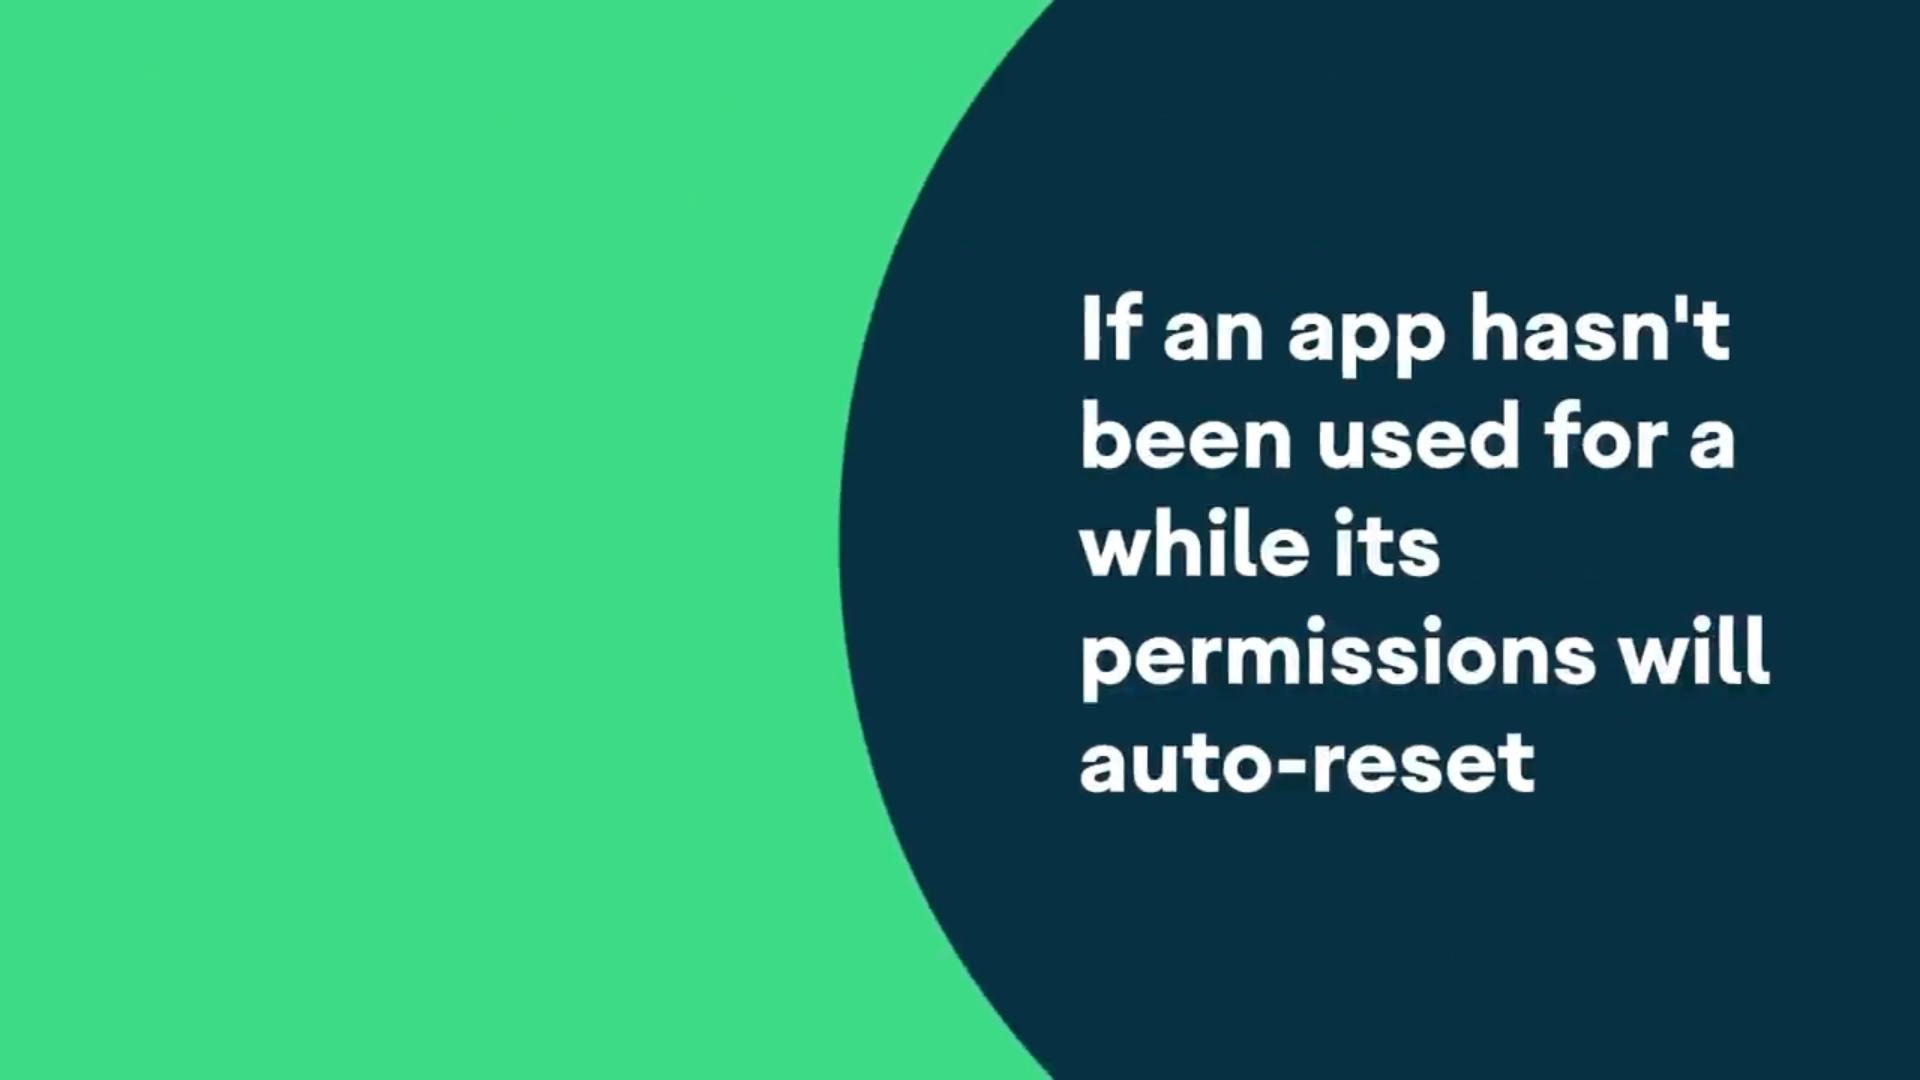 If an app hasn't
been used for a
while its
permissions will
auto-reset